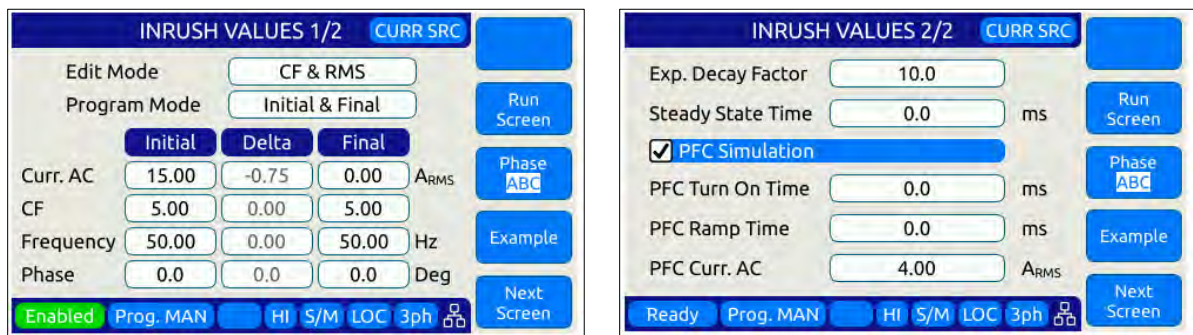 INRUSH VALUES 1/2 CURR SRC
Edit Mode CF & RMS
Program Mode Initial & Final
Run
Screen
Initial Delta Final
Phase
ABC
Curr. AC 15.00 -0.75 0.00 ARMS
CF 5.00 0.00 5.00
Frequency 50.00 0.00 50.00 Hz
Example
Phase 0.0 0.0 0.0 Deg
Next
Screen
Enabled Prog. MAN HI S/M LOC 3ph
INRUSH VALUES 2/2 CURR SRC
Exp. Decay Factor 10.0
Run
Screen
Steady State Time 0.0 ms
PFC Simulation
Phase
ABC
PFC Turn On Time 0.0 ms
PFC Ramp Time 0.0 ms
Example
PFC Curr. AC 4.00 ARMS
Next
Screen
Ready Prog. MAN HI S/M LOC 3ph